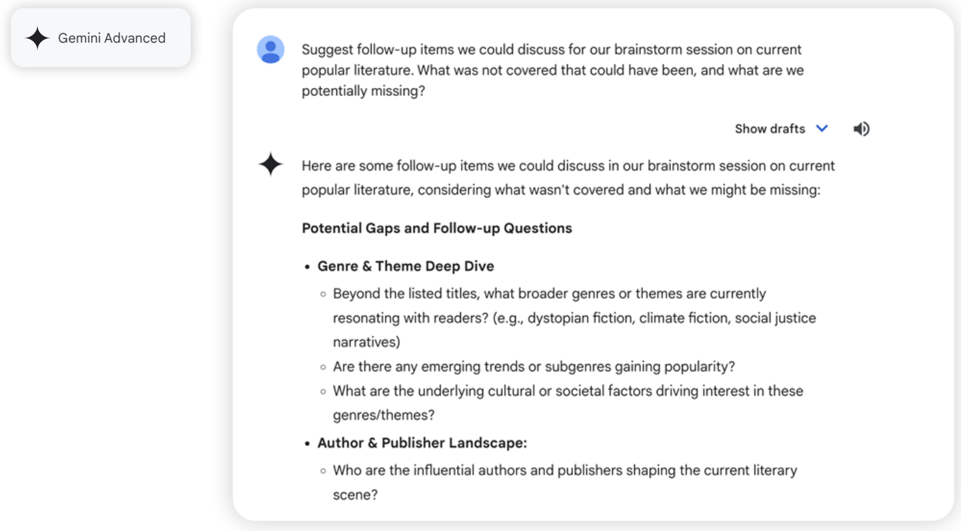 Gemini Advanced
Suggest follow-up items we could discuss for our brainstorm session on current
popular literature. What was not covered that could have been, and what are we
potentially missing?
Show drafts
Here are some follow-up items we could discuss in our brainstorm session on current
popular literature, considering what wasn't covered and what we might be missing:
Potential Gaps and Follow-up Questions
• Genre & Theme Deep Dive
○ Beyond the listed titles, what broader genres or themes are currently
resonating with readers? (e.g., dystopian fiction, climate fiction, social justice
narratives)
○ Are there any emerging trends or subgenres gaining popularity?
○ What are the underlying cultural or societal factors driving interest in these
genres/themes?
• Author & Publisher Landscape:
○ Who are the influential authors and publishers shaping the current literary
scene?